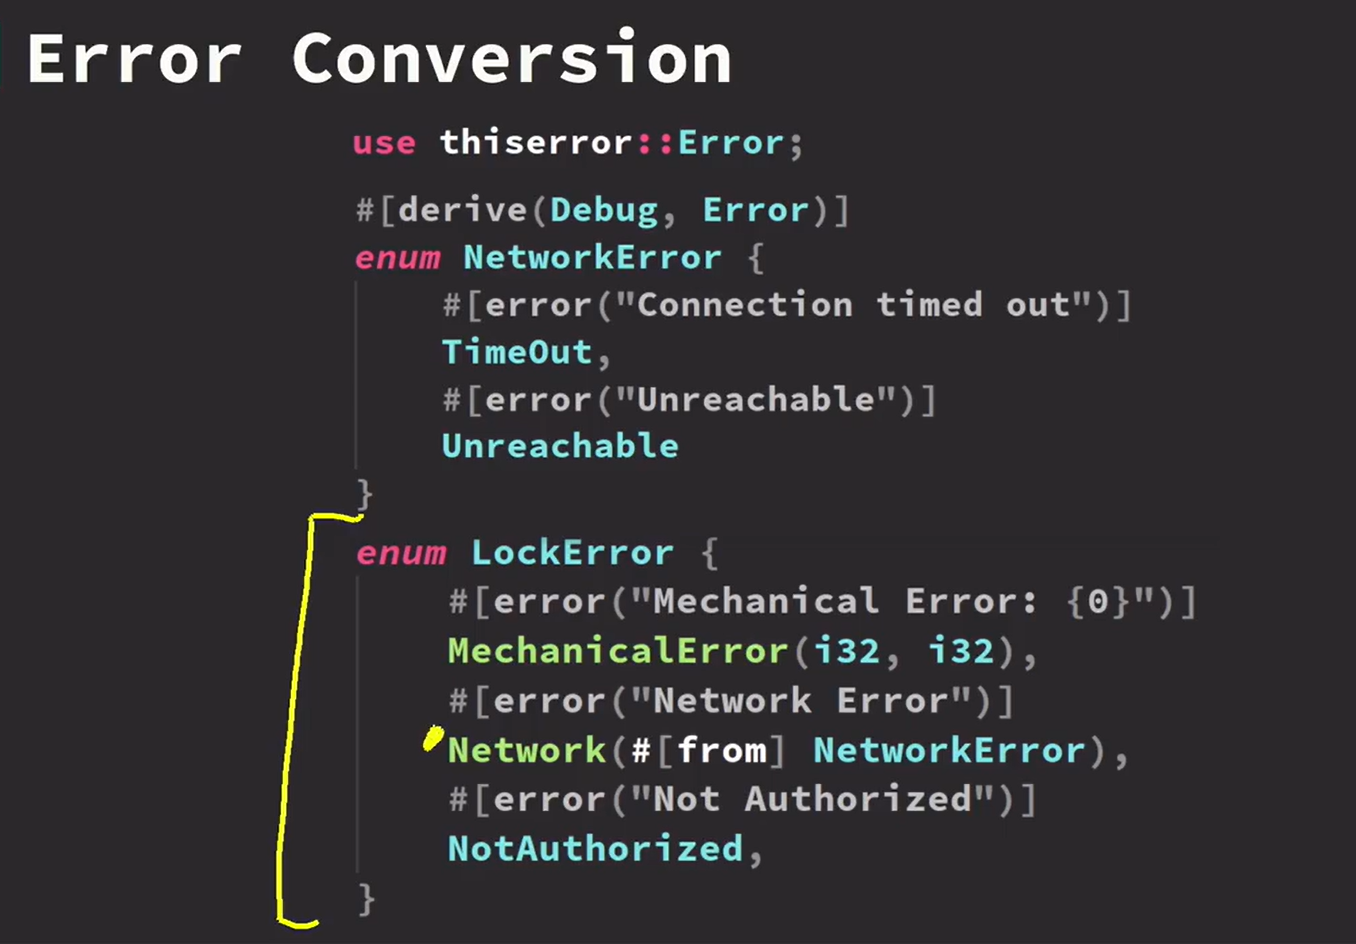 Error Conversion
use thiserror::Error;
#[derive(Debug, Error)]
enum NetworkError {
#[error("Connection timed out")]
TimeOut,
#[error("Unreachable")]
Unreachable
}
enum LockError {
#[error("Mechanical Error: {0}")]
MechanicalError(i32, i32),
#[error("Network Error")]
Network(#[from] NetworkError),
#[error("Not Authorized")]
NotAuthorized,
}